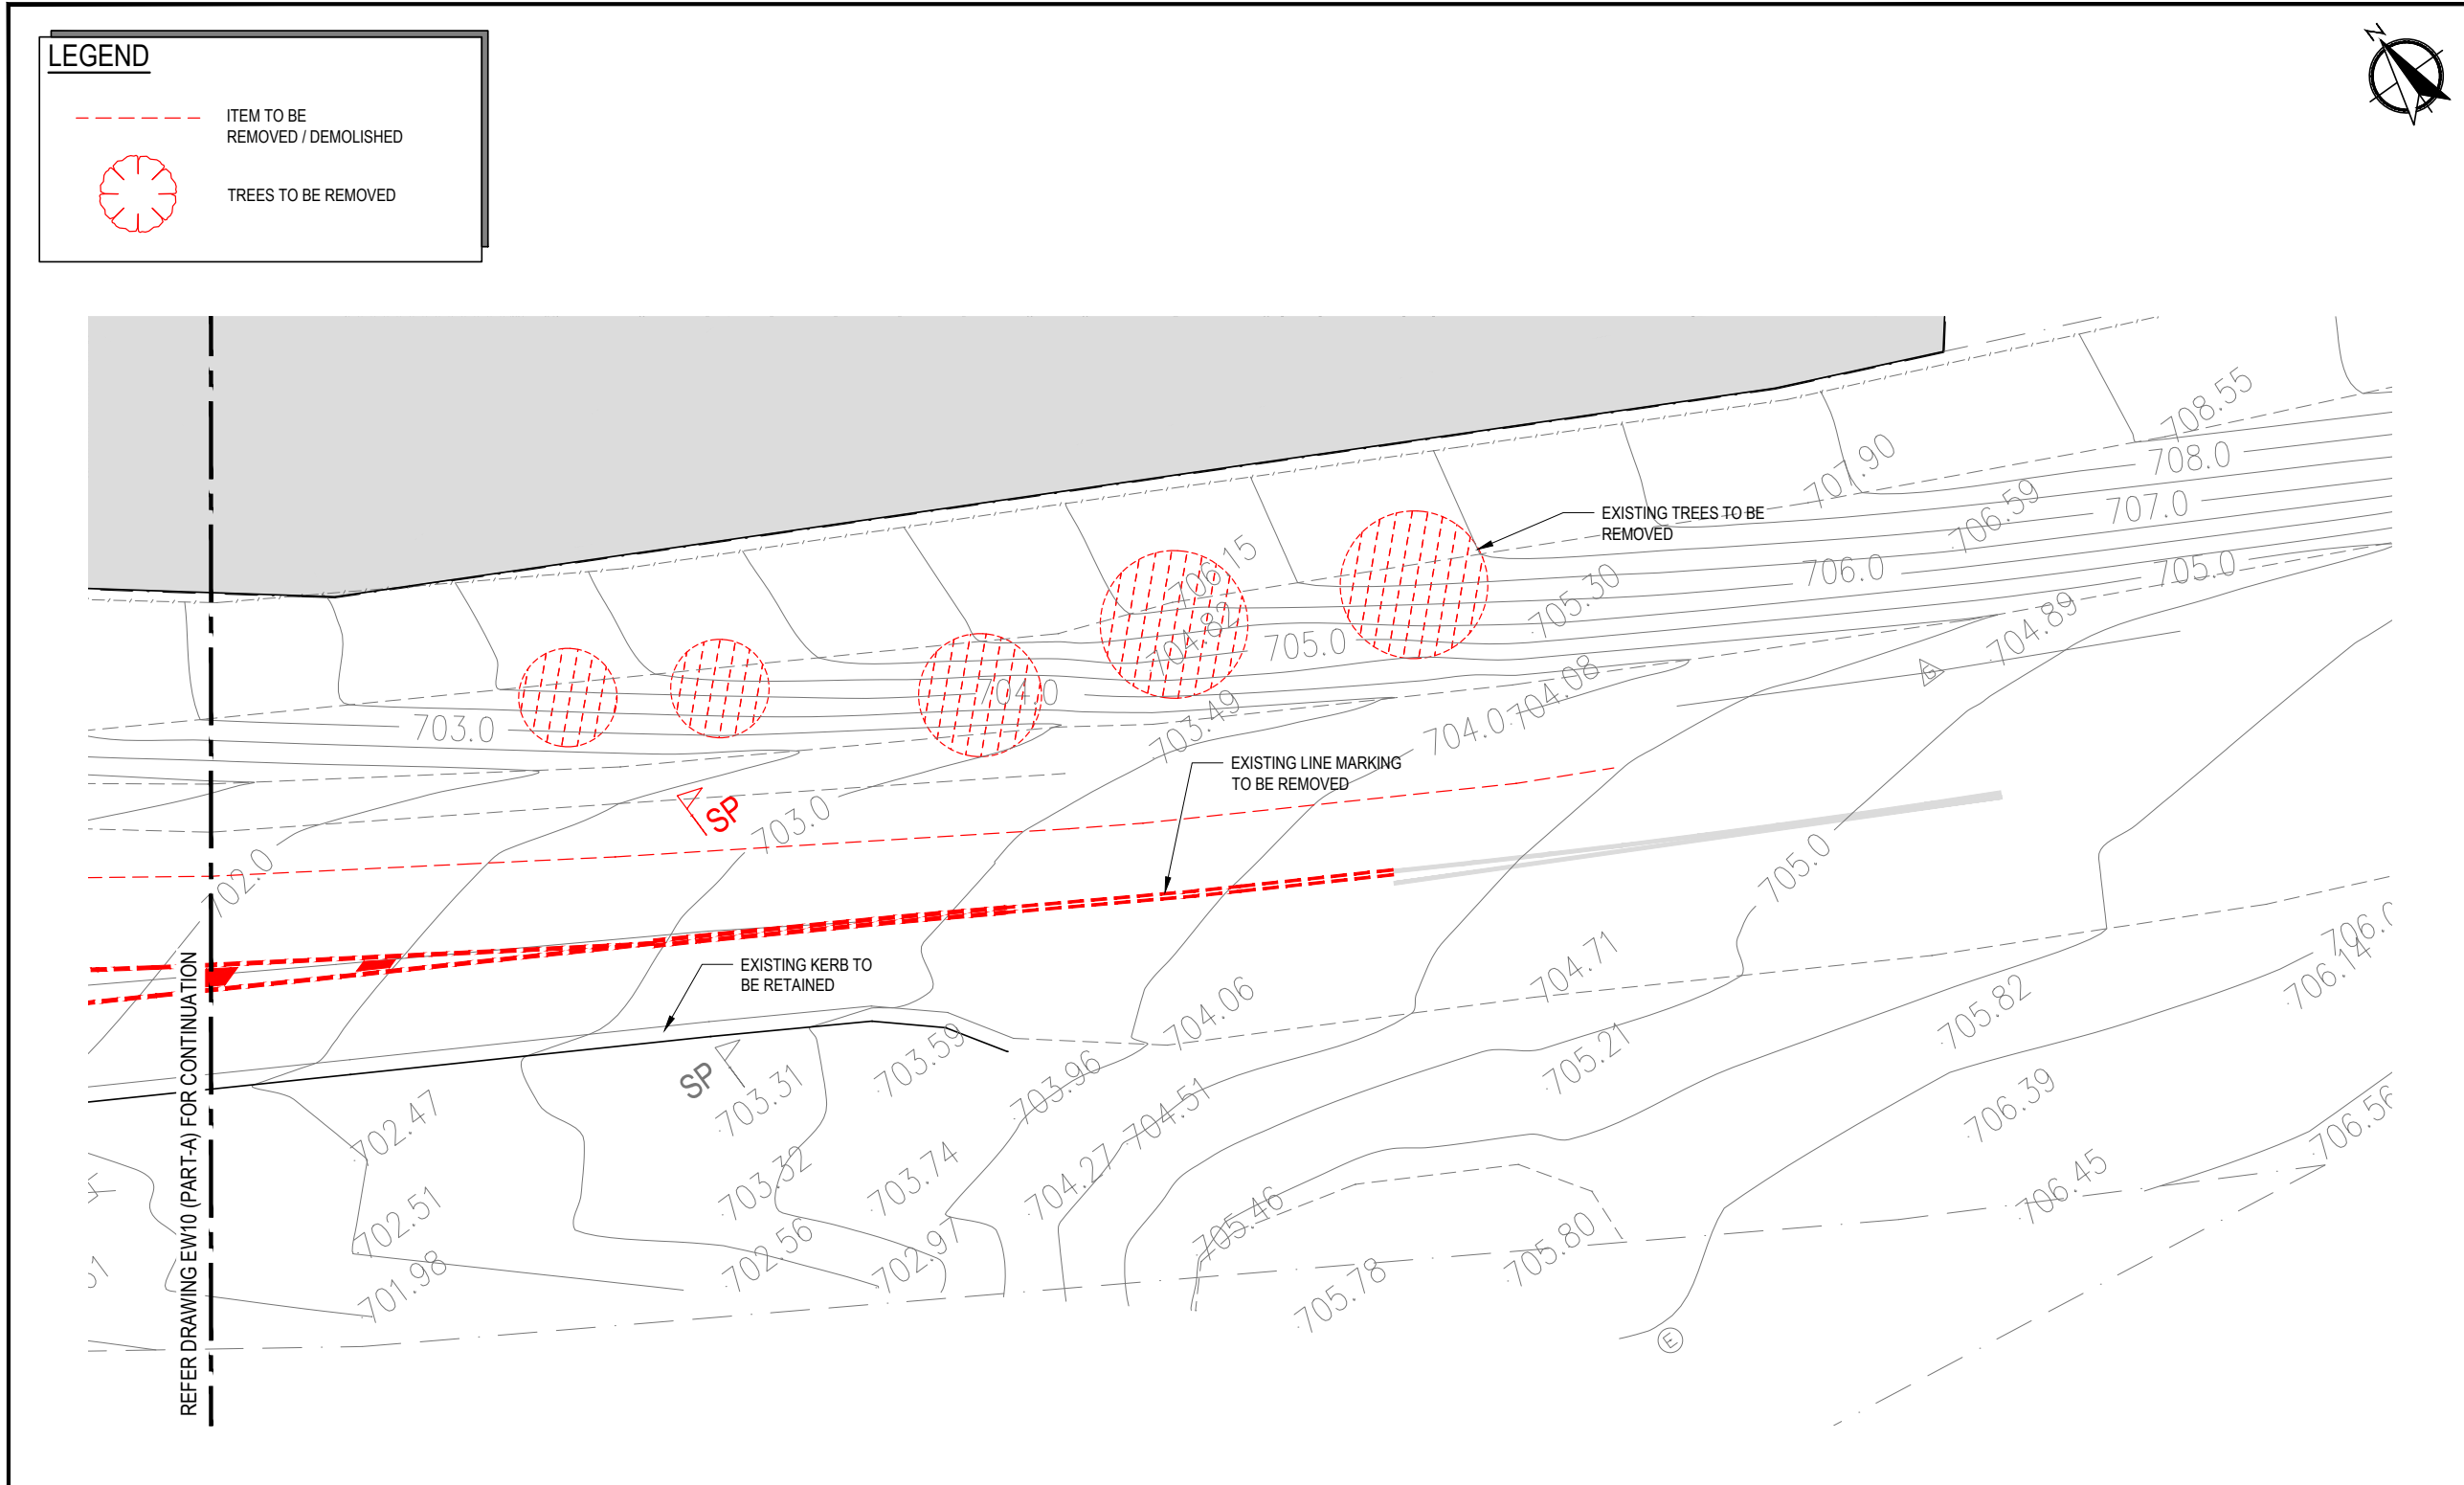 LEGEND
N
ITEM TO BE
REMOVED / DEMOLISHED
TREES TO BE REMOVED
708.55
707.90
708.0
707.0
706.59
EXISTING TREES TO BE
REMOVED
706.15
706.0
705.0
705.30
704.82
705.0
704.89
G
704.0
704.08
703.49
704.0
703.0
EXISTING LINE MARKING
TO BE REMOVED
SP
703.0
702.0
705.0
EXISTING KERB TO
BE RETAINED
704.71
706.14
704.06
705.82
703.59
SP
703.31
703.96
705.21
706.39
704.51
706.56
702.47
703.32
703.74
704.27
706.45
702.51
702.56
702.97
705.46
705.80
701.98
705.78
E
REFER DRAWING EW10 (PART-A) FOR CONTINUATION